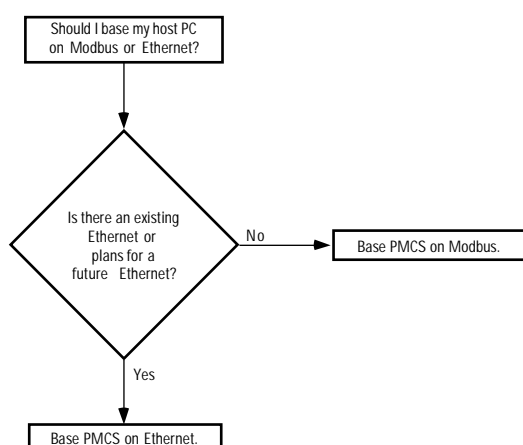 Should I base my host PC
on Modbus or Ethernet?
Is there an existing
Ethernet or
plans for a
future Ethernet?
No
Base PMCS on Modbus.
Yes
Base PMCS on Ethernet.